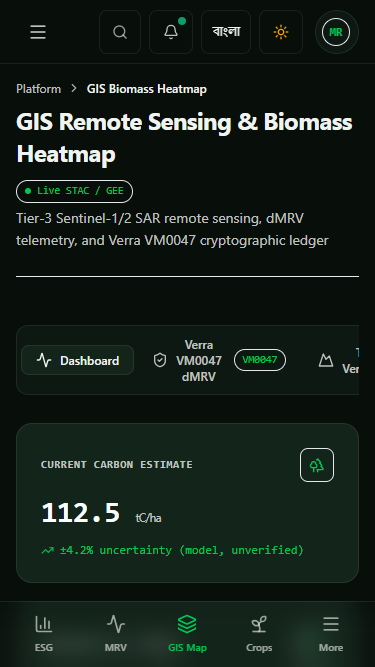 বাংলা
MR
Platform > GIS Biomass Heatmap
GIS Remote Sensing & Biomass
Heatmap
Live STAC / GEE
Tier-3 Sentinel-1/2 SAR remote sensing, dMRV
telemetry, and Verra VM0047 cryptographic ledger
Dashboard
Verra
VM0047
dMRV
VM0047
CURRENT CARBON ESTIMATE
112.5 tC/ha
±4.2% uncertainty (model, unverified)
ESG
MRV
GIS Map
Crops
More